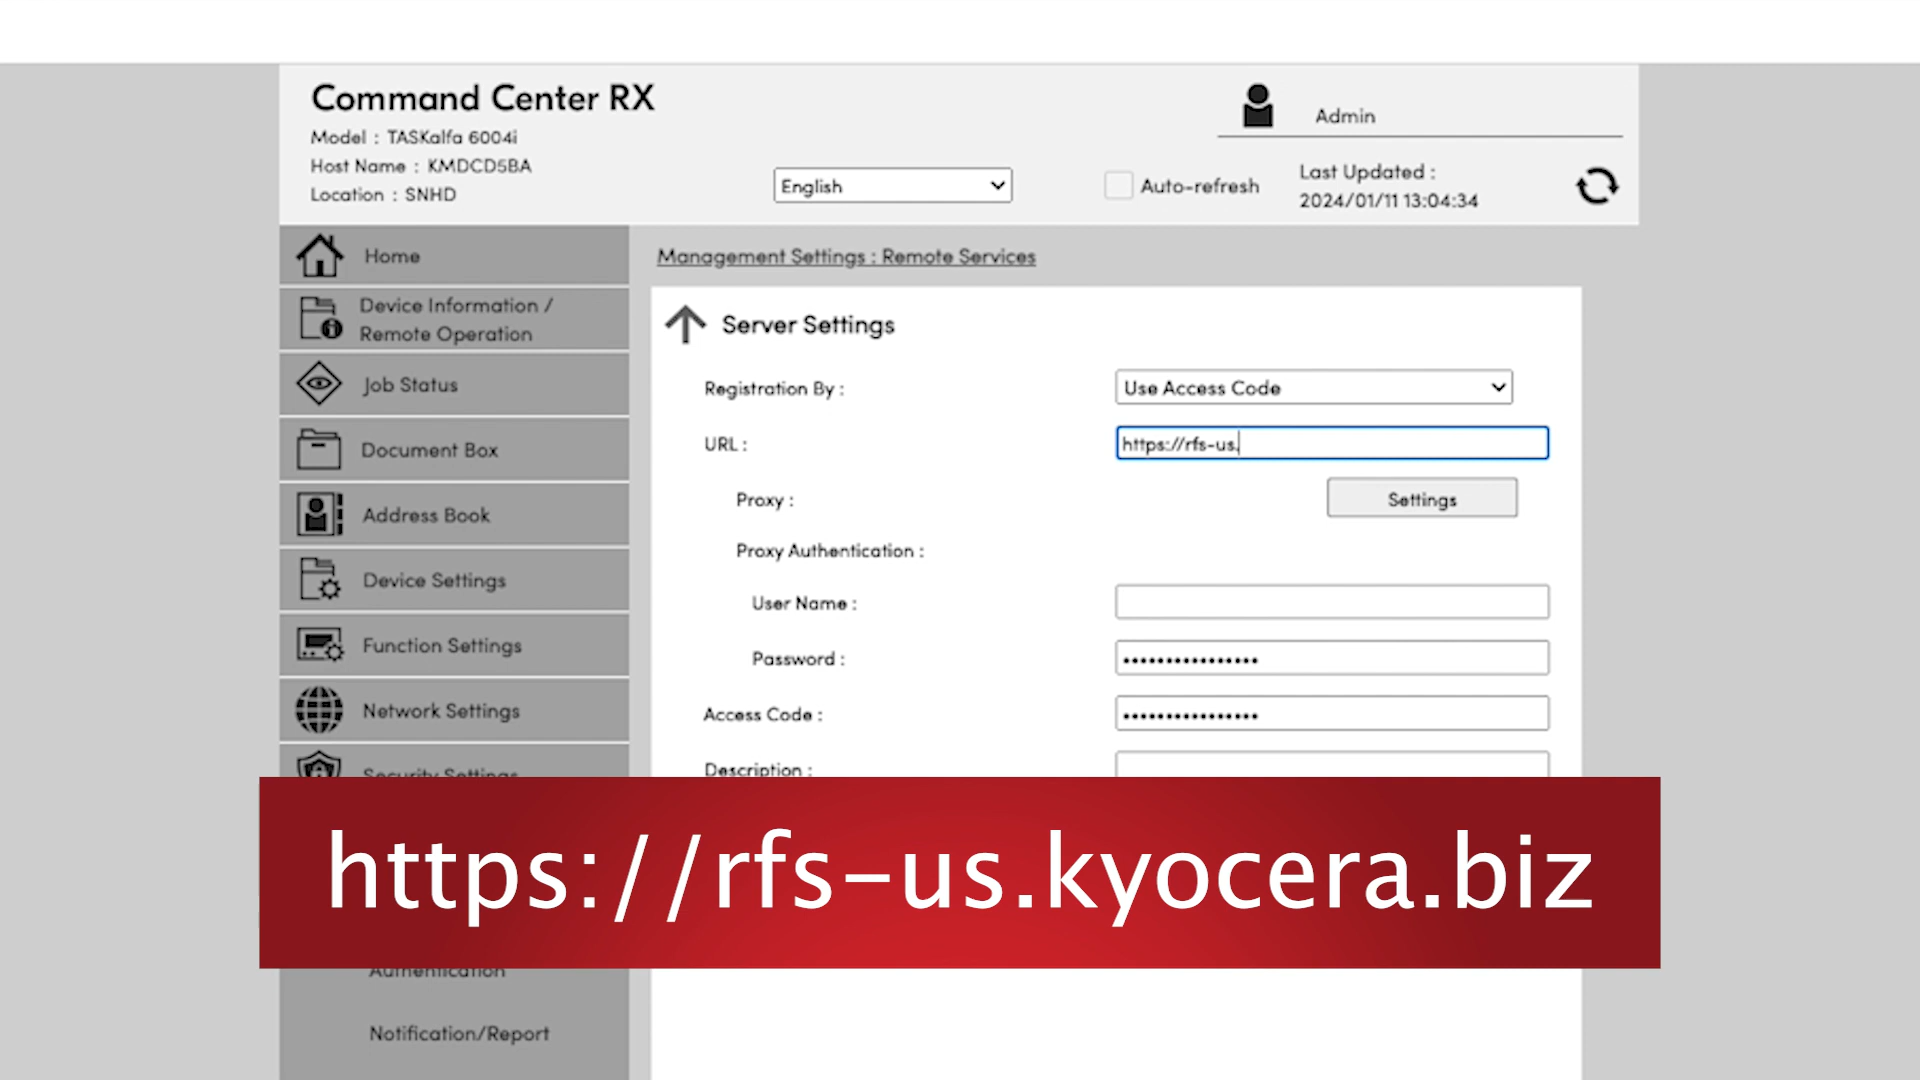 Command Center RX
Model : TASKalfa 6004i
Host Name : KMDCD5BA
Location : SNHD
English
Auto-refresh
Admin
Last Updated :
2024/01/11 13:04:34
Home
Device Information /
Remote Operation
Job Status
Document Box
Address Book
Device Settings
Function Settings
Network Settings
Security Settings
Authentication
Notification/Report
Management Settings : Remote Services
Server Settings
Registration By :
Use Access Code
URL :
https://rfs-us.
Proxy :
Settings
Proxy Authentication :
User Name :
Password :
••••••••••••••••
Access Code :
••••••••••••••••
Description :
https://rfs-us.kyocera.biz